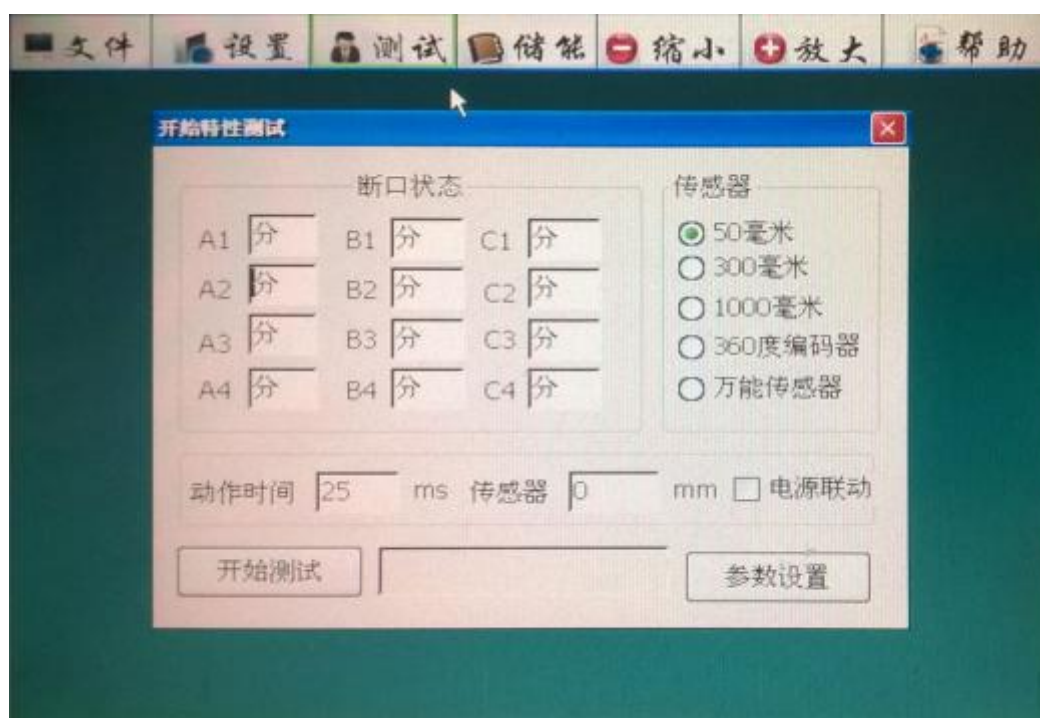 文件 设置 测试 储能 缩小 放大 帮助
开始特性测试
断口状态
A1 分 B1 分 C1 分
A2 分 B2 分 C2 分
A3 分 B3 分 C3 分
A4 分 B4 分 C4 分
传感器
50毫米
300毫米
1000毫米
360度编码器
万能传感器
动作时间 25 ms 传感器 0 mm 电源联动
开始测试 参数设置